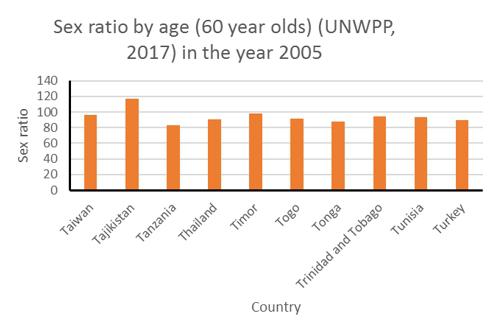 Sex ratio by age (60 year olds) (UNWPP,
2017) in the year 2005
140
120
100
80
60
40
20
0
Sex ratio
Taiwan
Tajikistan
Tanzania
Thailand
Timor
Togo
Tonga
Trinidad and Tobago
Tunisia
Turkey
Country